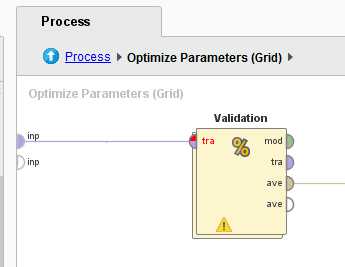 Process
Process Optimize Parameters (Grid)
Optimize Parameters (Grid)
Validation
inp
inp
tra
%
mod
tra
ave
ave